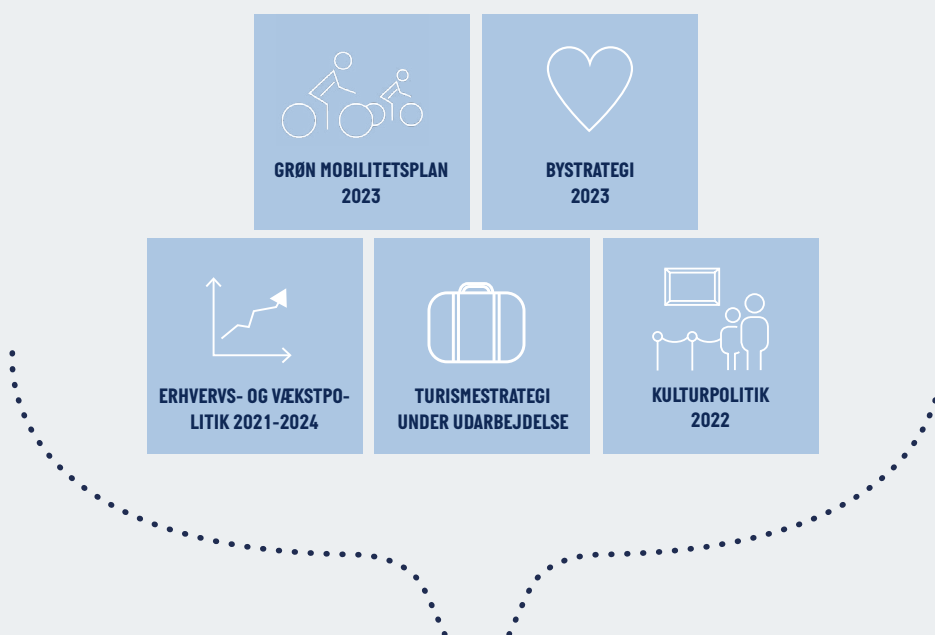 GRØN MOBILITETSPLAN
2023
BYSTRATEGI
2023
ERHVERVS- OG VÆKSTPO-
LITIK 2021-2024
TURISMESTRATEGI
UNDER UDARBEJDELSE
KULTURPOLITIK
2022